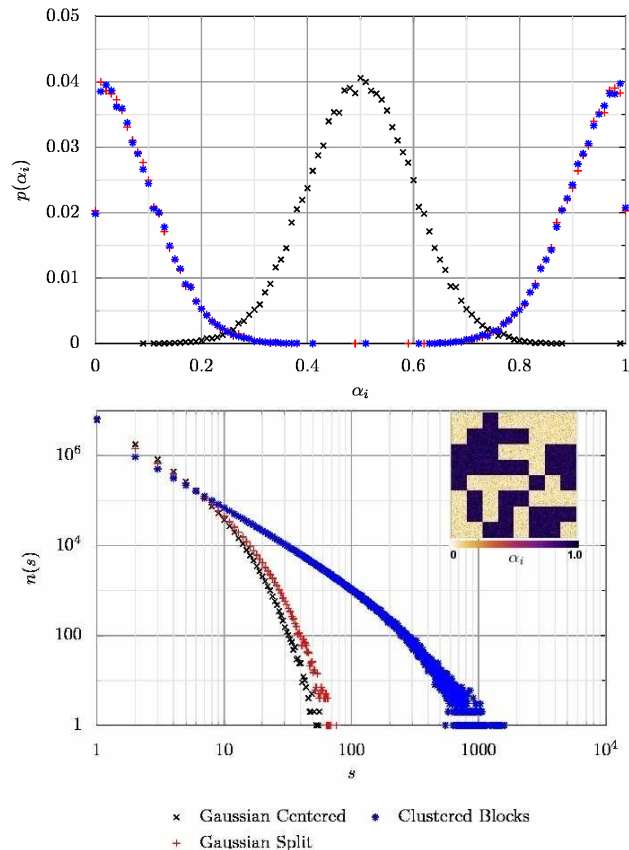 0.05
0.04
0.03
0.02
0.01
0
p(αᵢ)
0 0.2 0.4 0.6 0.8 1
αᵢ
10⁶
10⁴
100
1
n(s)
0 1.0
αᵢ
1 10 100 1000 10⁴
s
× Gaussian Centered * Clustered Blocks
+ Gaussian Split